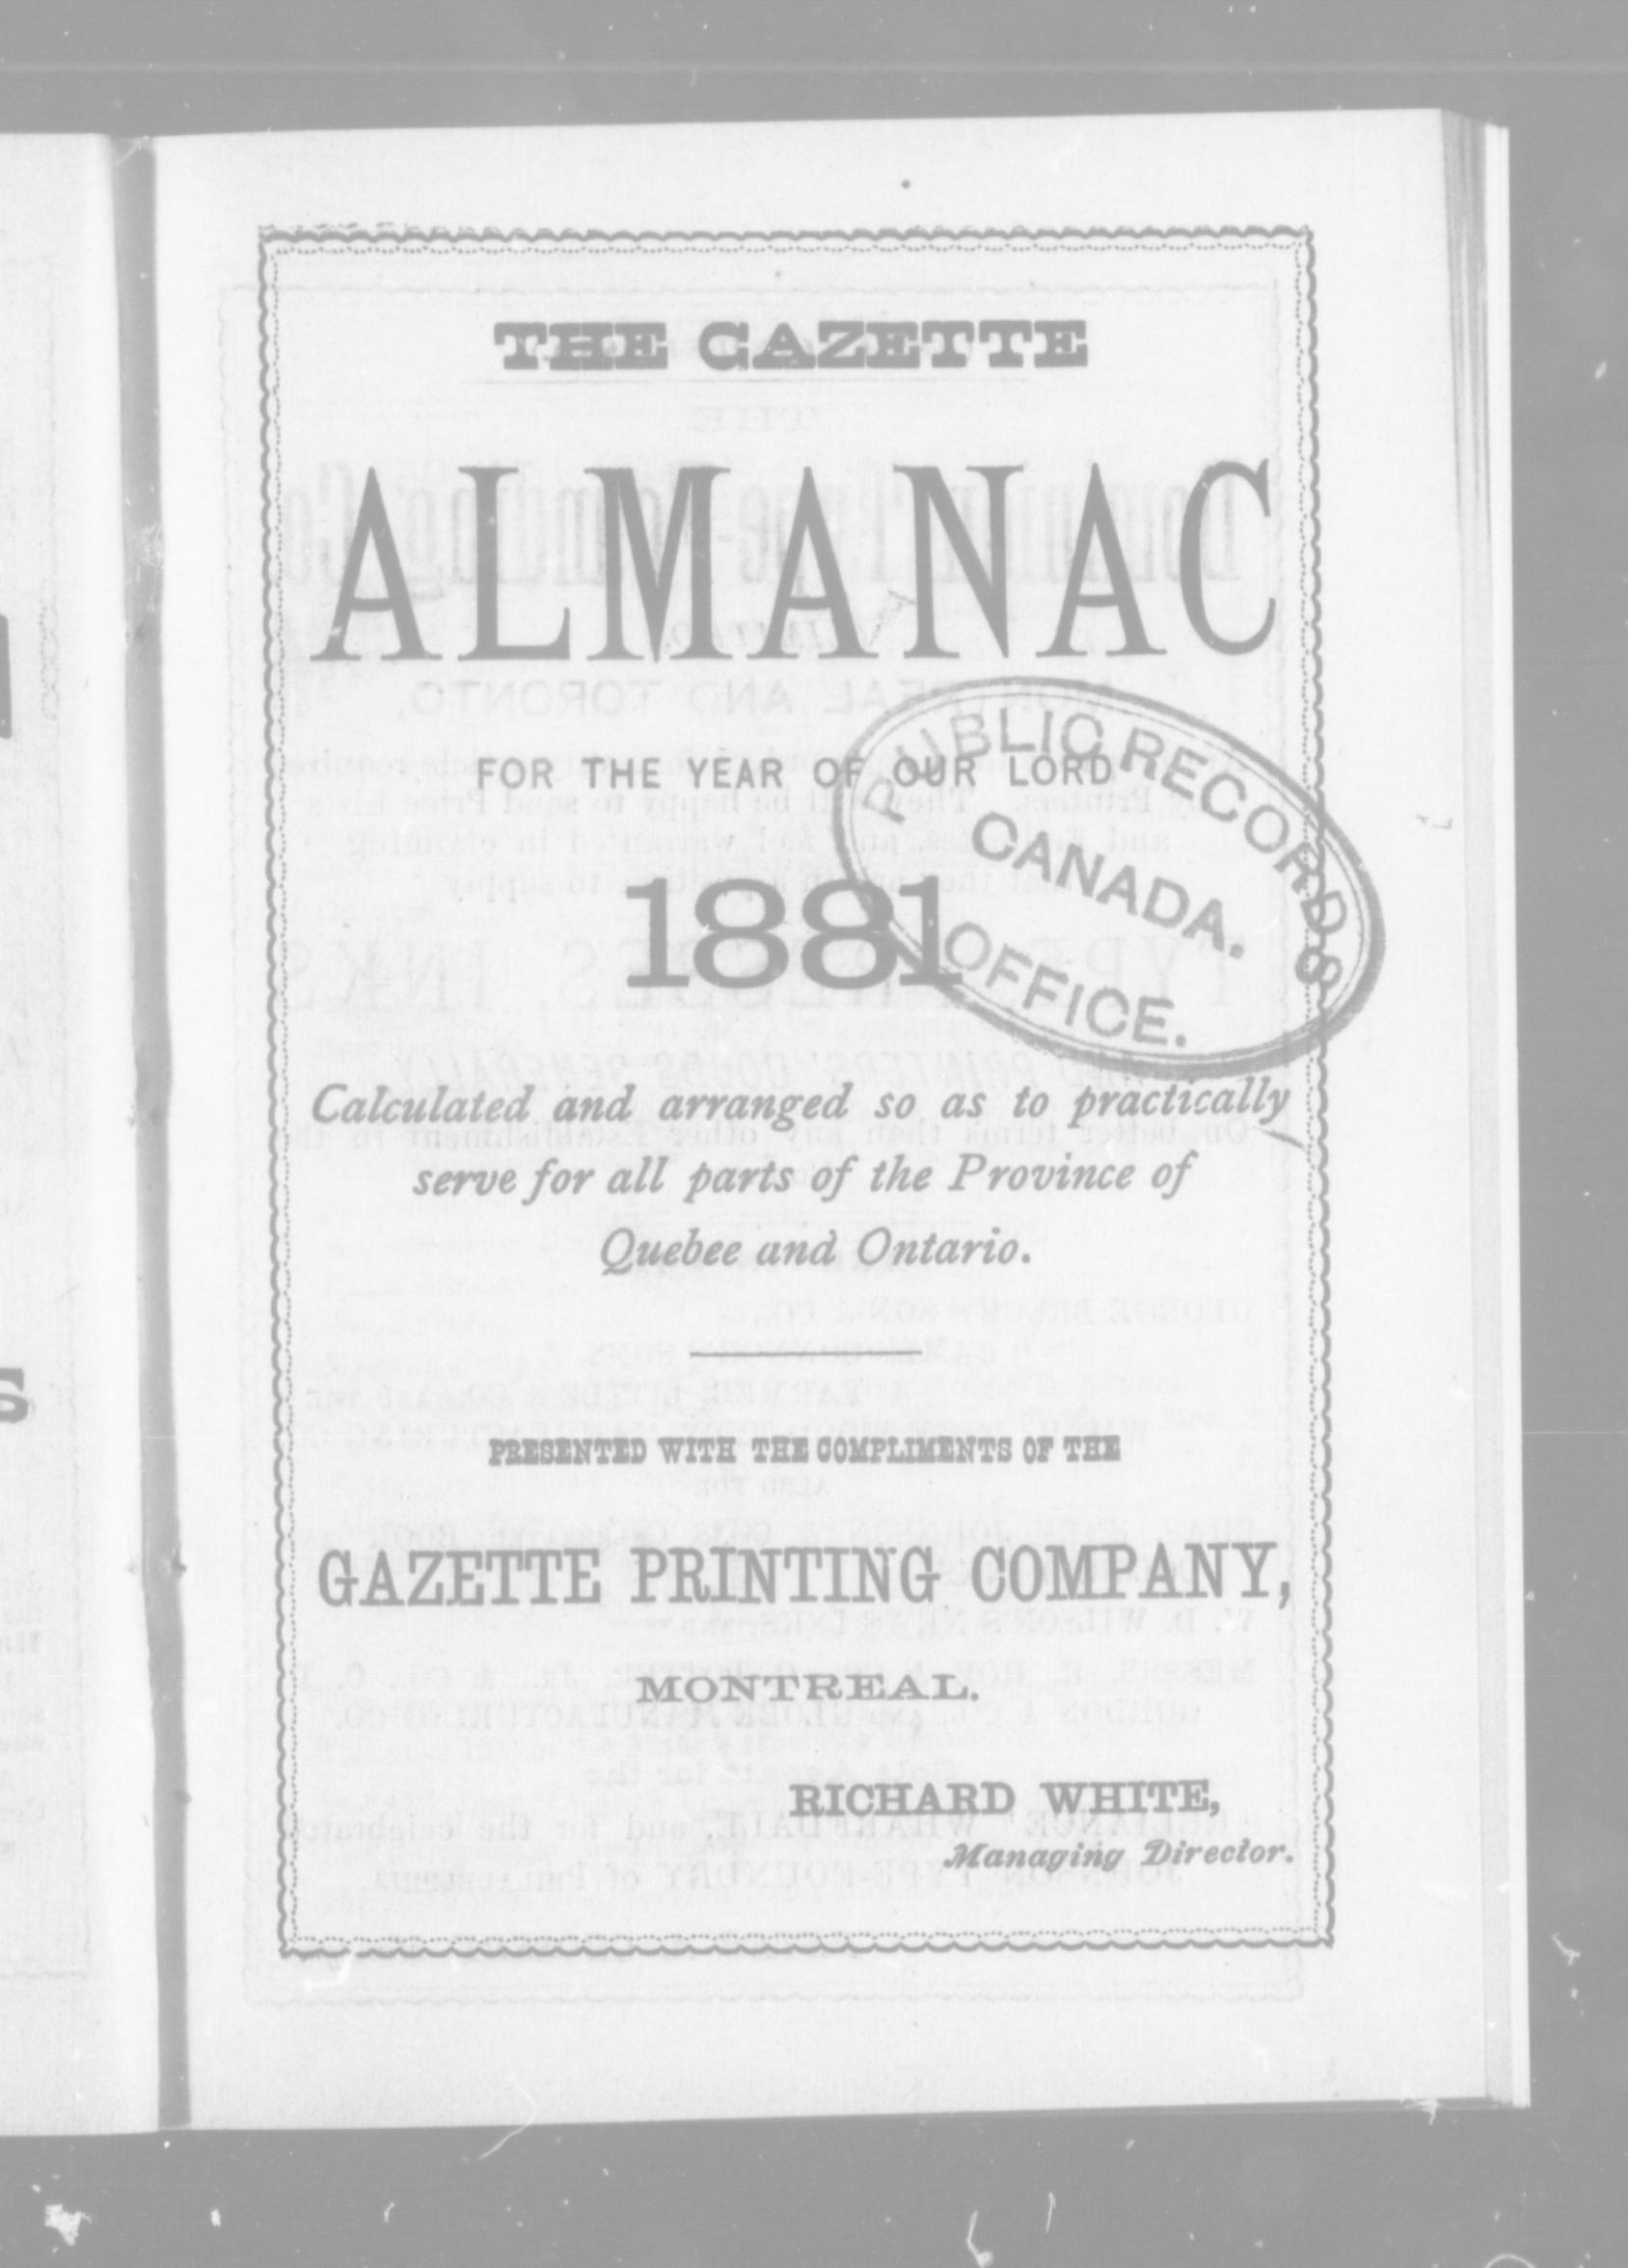 THE GAZETTE
ALMANAC
FOR THE YEAR OF OUR LORD
1881
PUBLIC RECORDS
CANADA.
OFFICE.
Calculated and arranged so as to practically
serve for all parts of the Province of
Quebee and Ontario.
PRESENTED WITH THE COMPLIMENTS OF THE
GAZETTE PRINTING COMPANY,
MONTREAL.
RICHARD WHITE,
Managing Director.